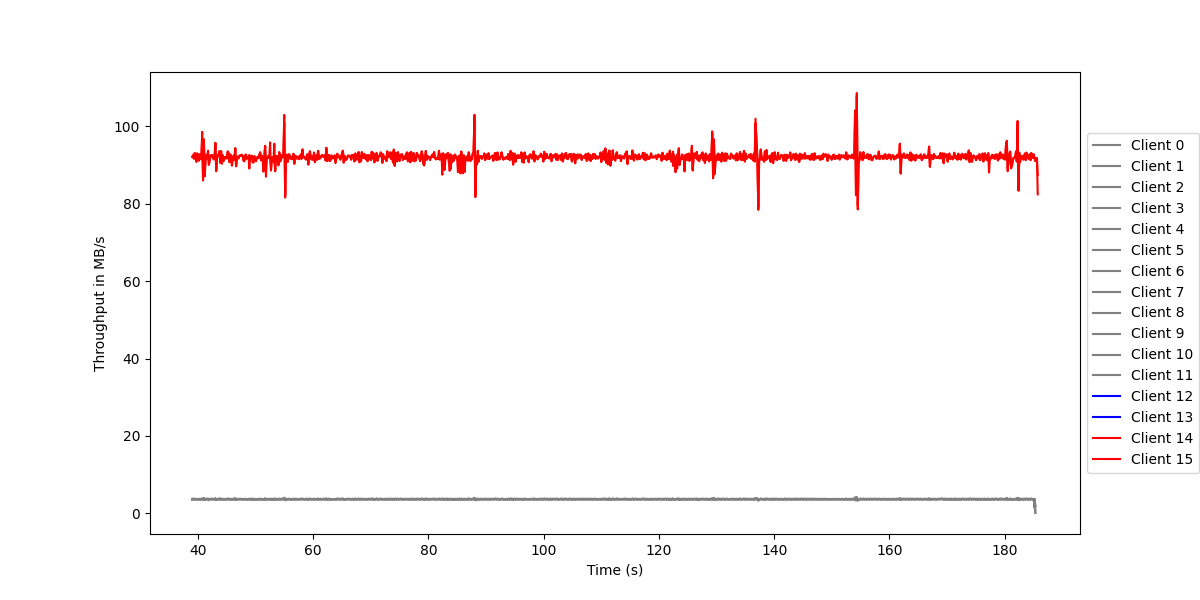 Throughput in MB/s
100
80
60
40
20
0
40 60 80 100 120 140 160 180
Time (s)
Client 0
Client 1
Client 2
Client 3
Client 4
Client 5
Client 6
Client 7
Client 8
Client 9
Client 10
Client 11
Client 12
Client 13
Client 14
Client 15